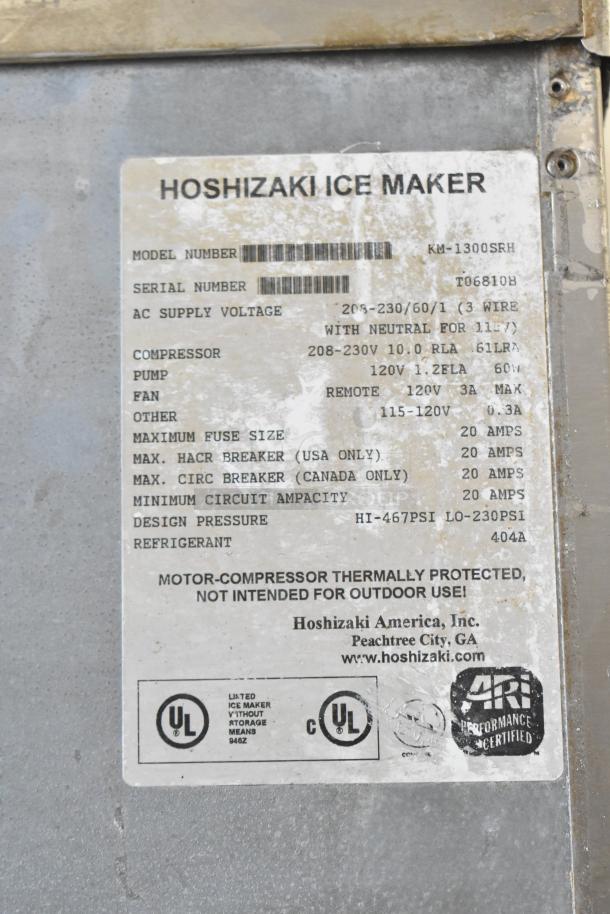 HOSHIZAKI ICE MAKER
MODEL NUMBER KM-1300SRH
SERIAL NUMBER T06810H
AC SUPPLY VOLTAGE 208-230/60/1 (3 WIRE
WITH NEUTRAL FOR 115V)
COMPRESSOR 208-230V 10.0 RLA 61LRA
PUMP 120V 1.2FLA 60W
FAN REMOTE 120V 3A MAX
OTHER 115-120V 0.3A
MAXIMUM FUSE SIZE 20 AMPS
MAX. HACR BREAKER (USA ONLY) 20 AMPS
MAX. CIRC BREAKER (CANADA ONLY) 20 AMPS
MINIMUM CIRCUIT AMPACITY 20 AMPS
DESIGN PRESSURE HI-467PSI LO-230PSI
REFRIGERANT 404A
MOTOR-COMPRESSOR THERMALLY PROTECTED,
NOT INTENDED FOR OUTDOOR USE!
Hoshizaki America, Inc.
Peachtree City, GA
www.hoshizaki.com
UL
LISTED
ICE MAKER
WITHOUT
STORAGE
MEANS
946Z
C UL
ARI
PERFORMANCE
CERTIFIED